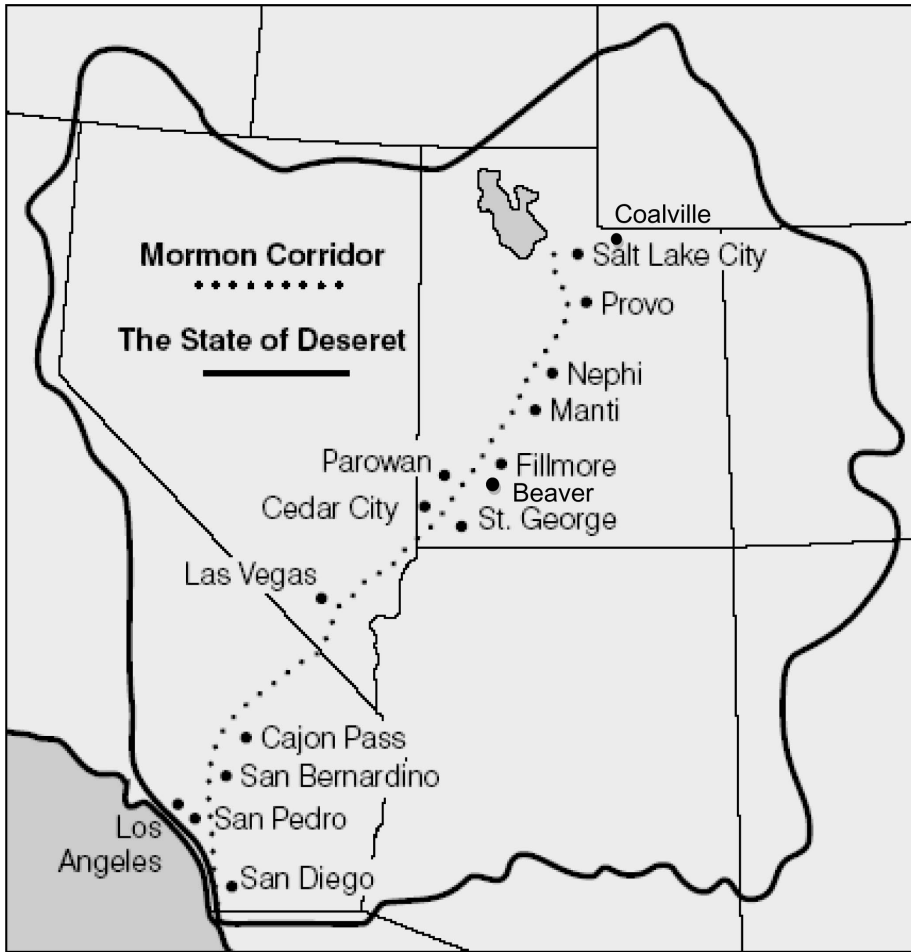 Coalville
Mormon Corridor
Salt Lake City
Provo
The State of Deseret
Nephi
Manti
Parowan
Fillmore
Beaver
Cedar City
St. George
Las Vegas
Cajon Pass
San Bernardino
San Pedro
Los
Angeles
San Diego